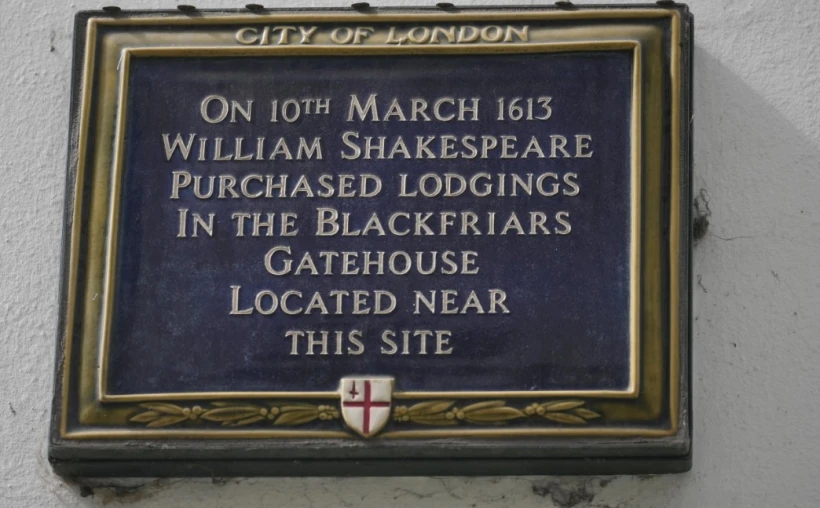 CITY OF LONDON
ON 10TH MARCH 1613
WILLIAM SHAKESPEARE
PURCHASED LODGINGS
IN THE BLACKFRIARS
GATEHOUSE
LOCATED NEAR
THIS SITE